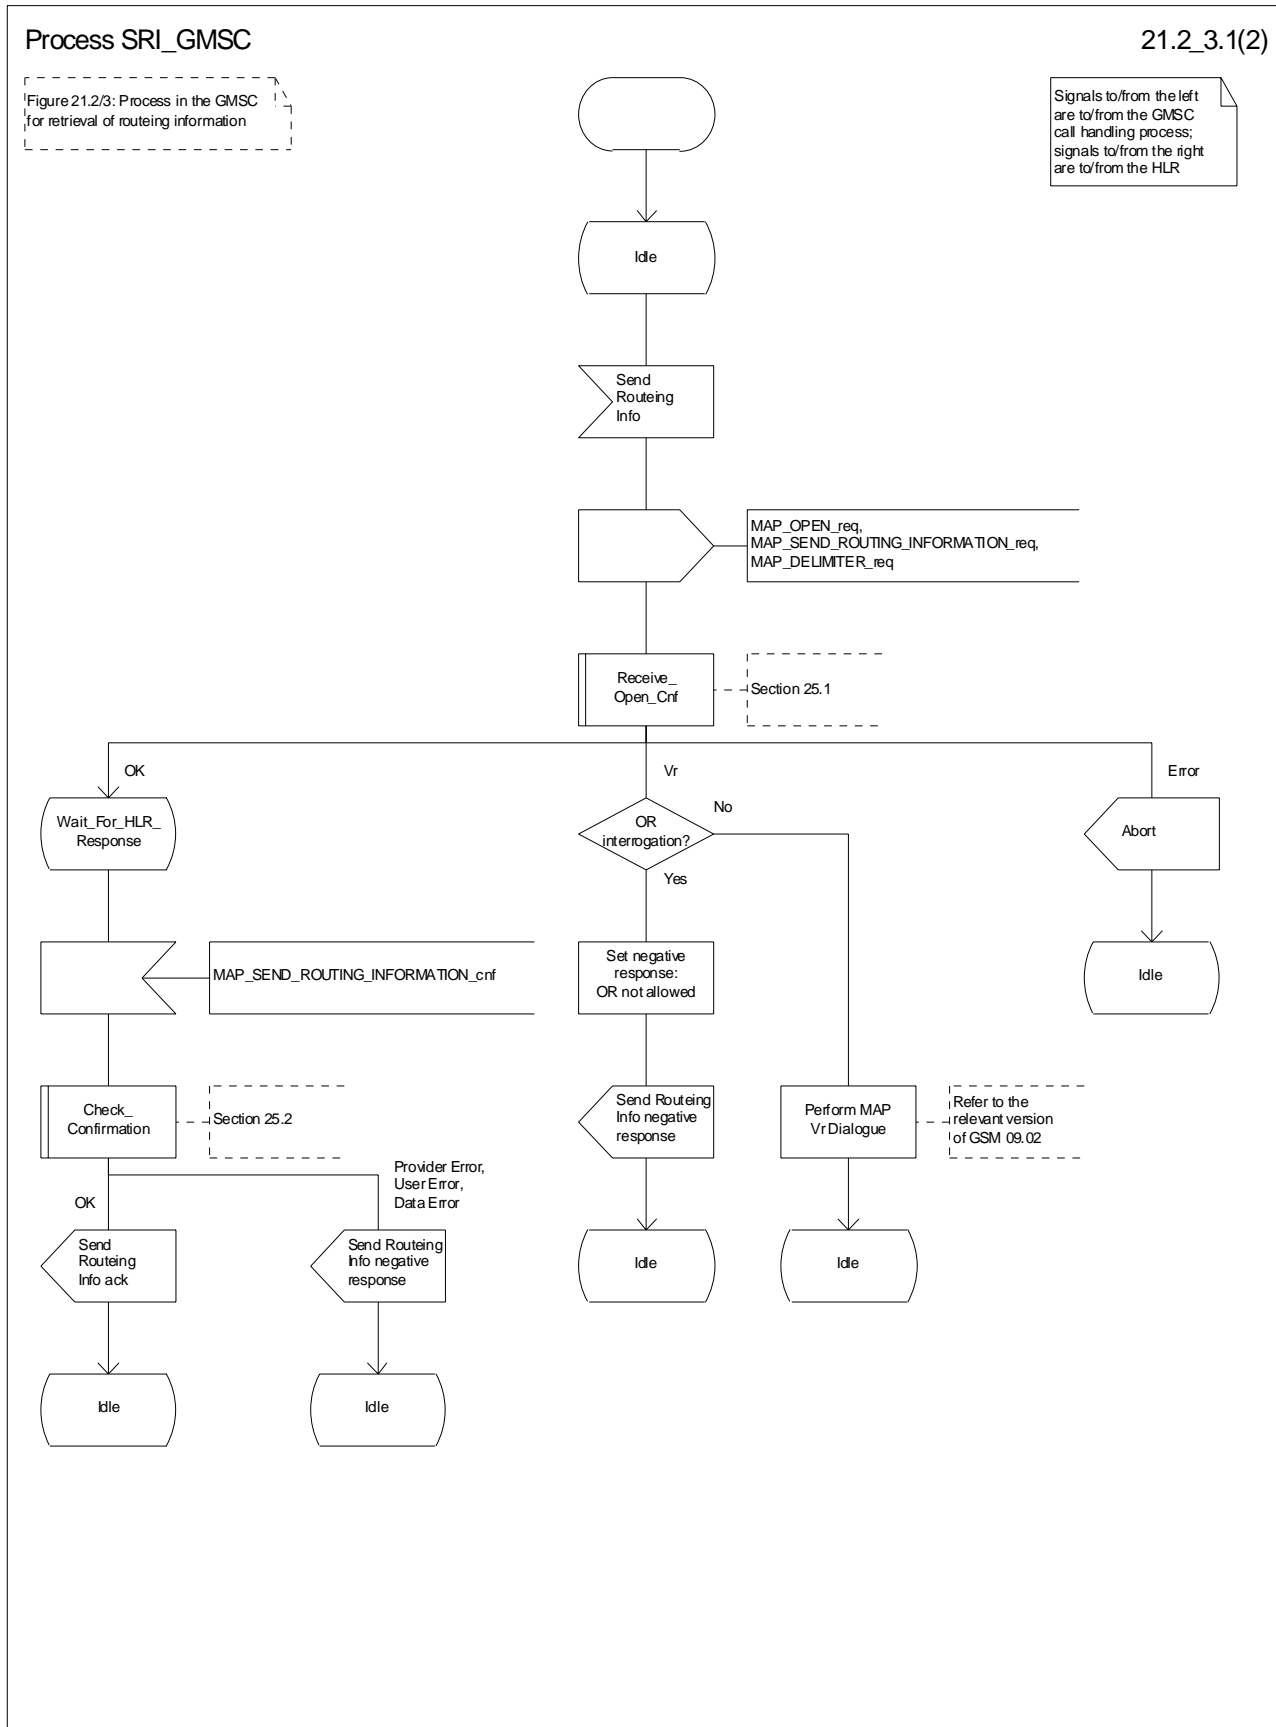 Process SRI_GMSC
21.2_3.1(2)
Figure 21.2/3: Process in the GMSC
for retrieval of routeing information
Signals to/from the left
are to/from the GMSC
call handling process;
signals to/from the right
are to/from the HLR
Idle
Send
Routeing
Info
MAP_OPEN_req,
MAP_SEND_ROUTING_INFORMATION_req,
MAP_DELIMITER_req
Receive_
Open_Cnf
Section 25.1
OK
Vr
Error
No
Wait_For_HLR_
Response
OR
interrogation?
Abort
Yes
MAP_SEND_ROUTING_INFORMATION_cnf
Set negative
response:
OR not allowed
Idle
Check_
Confirmation
Section 25.2
Send Routeing
Info negative
response
Perform MAP
Vr Dialogue
Refer to the
relevant version
of GSM 09.02
OK
Provider Error,
User Error,
Data Error
Send
Routeing
Info ack
Send Routeing
Info negative
response
Idle
Idle
Idle
Idle